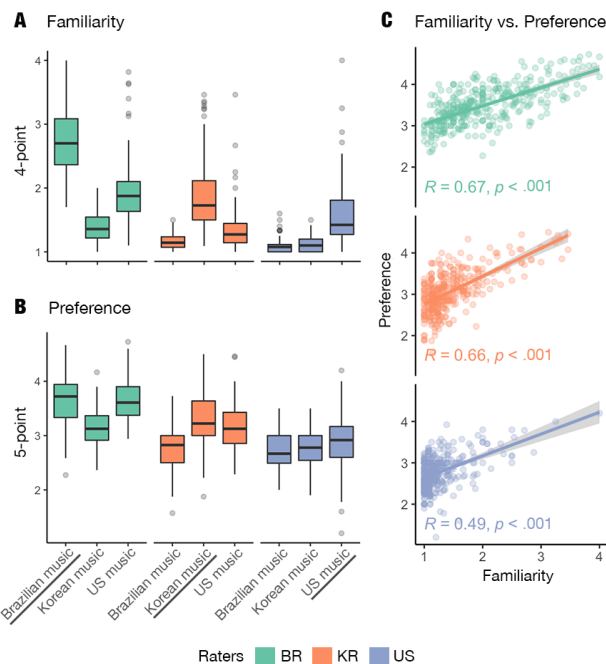 A Familiarity
4-point
4
3
2
1
B Preference
5-point
4
3
2
Brazilian music
Korean music
US music
Brazilian music
Korean music
US music
Brazilian music
Korean music
US music
C Familiarity vs. Preference
Preference
4
3
2
R = 0.67, p < .001
4
3
2
R = 0.66, p < .001
4
3
2
R = 0.49, p < .001
1 2 3 4
Familiarity
Raters BR KR US